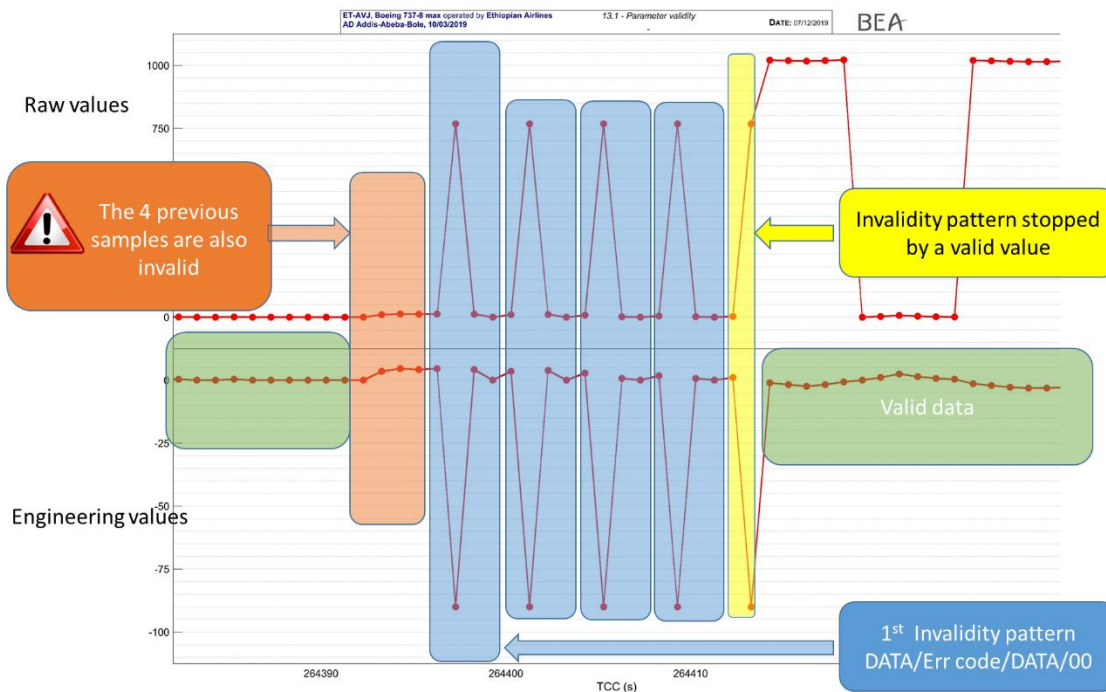 ET-AVJ, Boeing 737-8 max operated by Ethiopian Airlines
AD Addis-Abeba-Bole, 10/03/2019
13.1 - Parameter validity
-
DATE: 07/12/2019
BEA
1000
Raw values
750
The 4 previous
samples are also
invalid
Invalidity pattern stopped
by a valid value
0
0
Valid data
-25
-50
Engineering values
-75
-100
1st Invalidity pattern
DATA/Err code/DATA/00
264390
264400
264410
TCC (s)